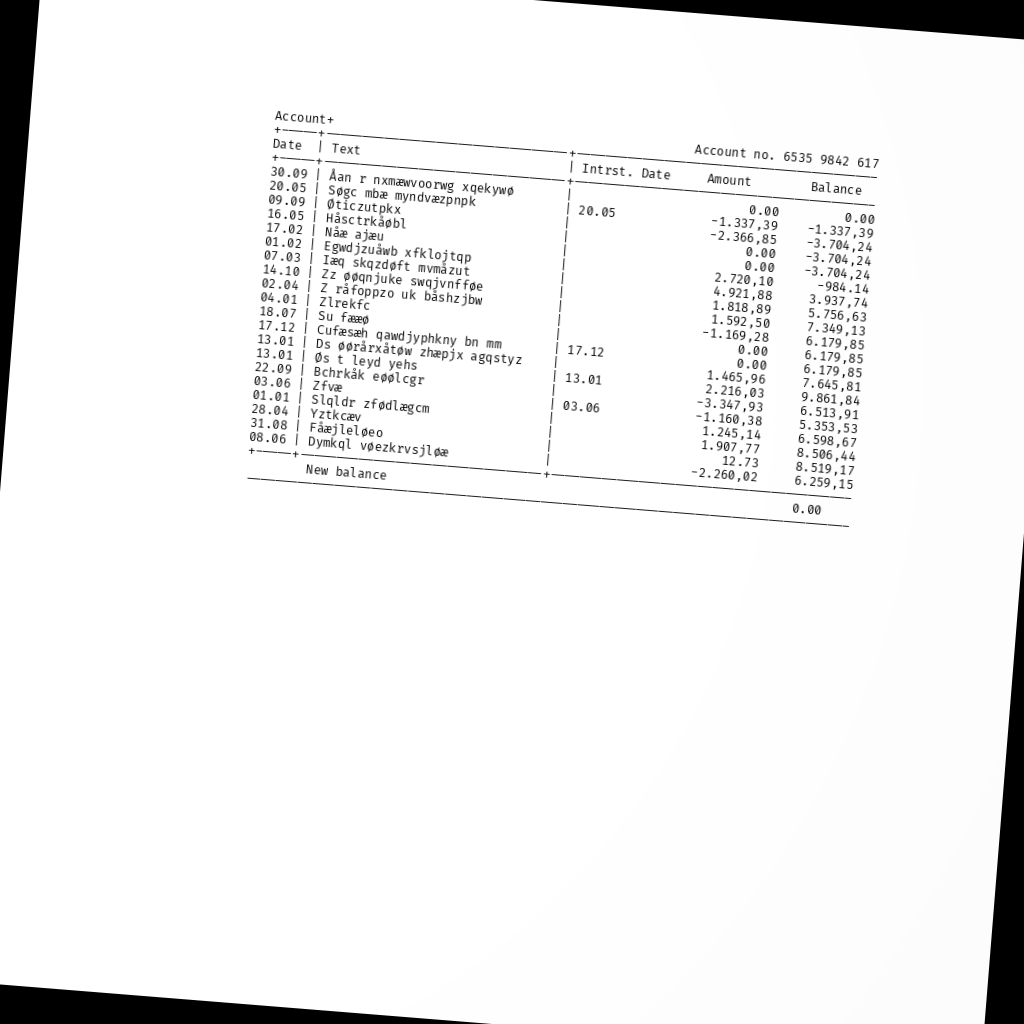 Account+ Account no. 6535 9842 617
Date | Text | Intrst. Date Amount Balance
30.09 | Åan r nxmæwvoorwg xqekywø | 0.00 0.00
20.05 | Søgc mbæ myndvæzpnpk | 20.05 -1.337,39 -1.337,39
09.09 | Øticzutpkx | -2.366,85 -3.704,24
16.05 | Håsctrkåøbl | 0.00 -3.704,24
17.02 | Nåæ ajæu | 0.00 -3.704,24
01.02 | Egwdjzuåwb xfklojtqp | 2.720,10 -984.14
07.03 | Iæq skqzdøft mvmåzut | 4.921,88 3.937,74
14.10 | Zz øøqnjuke swqjvnfføe | 1.818,89 5.756,63
02.04 | Z råfoppzo uk båshzjbw | 1.592,50 7.349,13
04.01 | Zlrekfc | -1.169,28 6.179,85
18.07 | Su fææø | 0.00 6.179,85
17.12 | Cufæsæh qawdjyphkny bn mm | 17.12 0.00 6.179,85
13.01 | Ds øørårxåtøw zhæpjx agqstyz | 1.465,96 7.645,81
13.01 | Øs t leyd yehs | 13.01 2.216,03 9.861,84
22.09 | Bchrkåk eøølcgr | -3.347,93 6.513,91
03.06 | Zfvæ | 03.06 -1.160,38 5.353,53
01.01 | Slqldr zfødlægcm | 1.245,14 6.598,67
28.04 | Yztkcæv | 1.907,77 8.506,44
31.08 | Fåæjleløeo | 12.73 8.519,17
08.06 | Dymkql vøezkrvsjløæ | -2.260,02 6.259,15
New balance 0.00